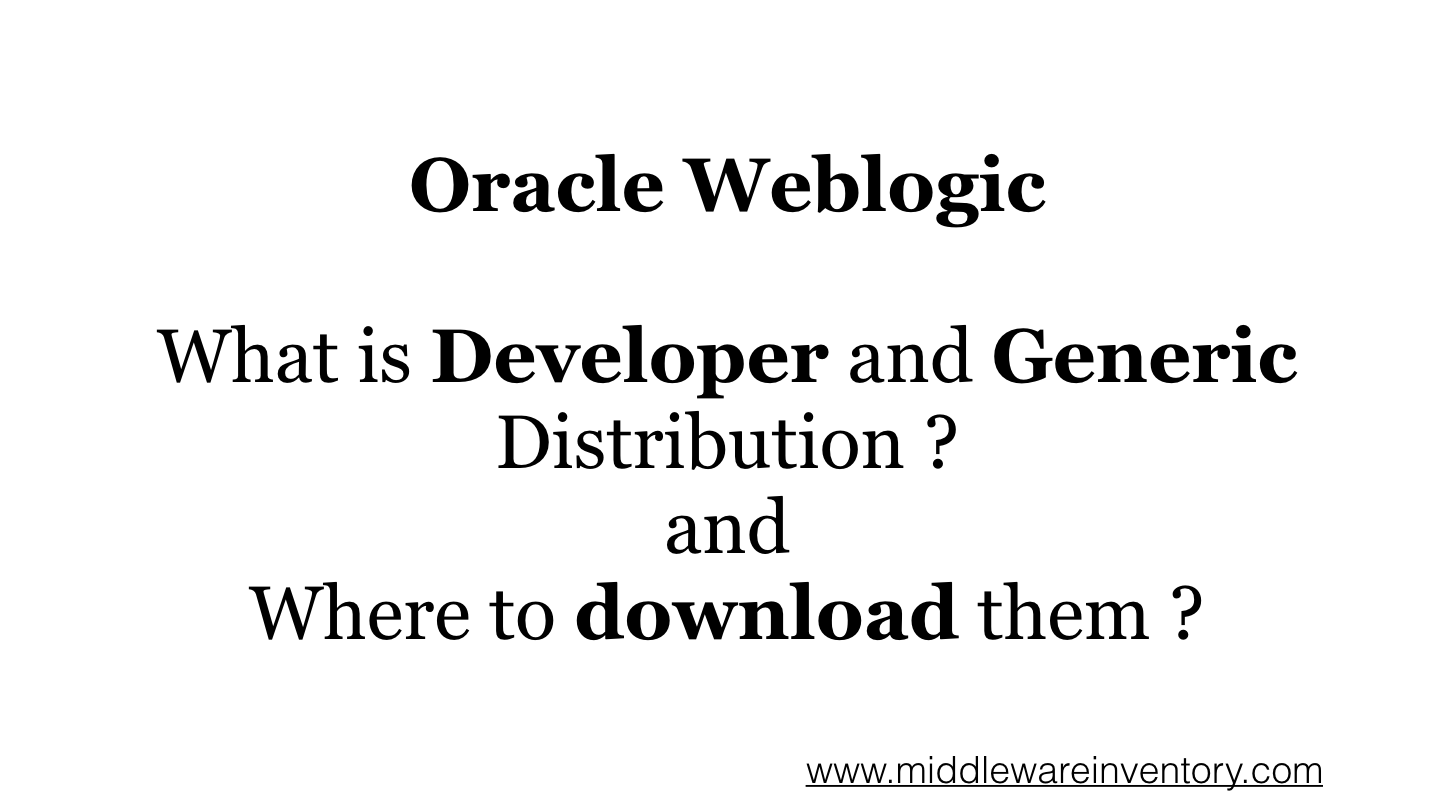 Oracle Weblogic
What is Developer and Generic
Distribution ?
and
Where to download them ?
www.middlewareinventory.com